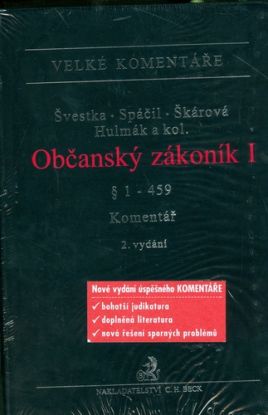 VELKÉ KOMENTÁŘE
Švestka · Spáčil · Škárová
Hulmák a kol.
Občanský zákoník I
§ 1 - 459
Komentář
2. vydání
Nové vydání úspěšného KOMENTÁŘE
✓ bohatší judikatura
✓ doplněná literatura
✓ nová řešení sporných problémů
NAKLADATELSTVÍ C. H. BECK